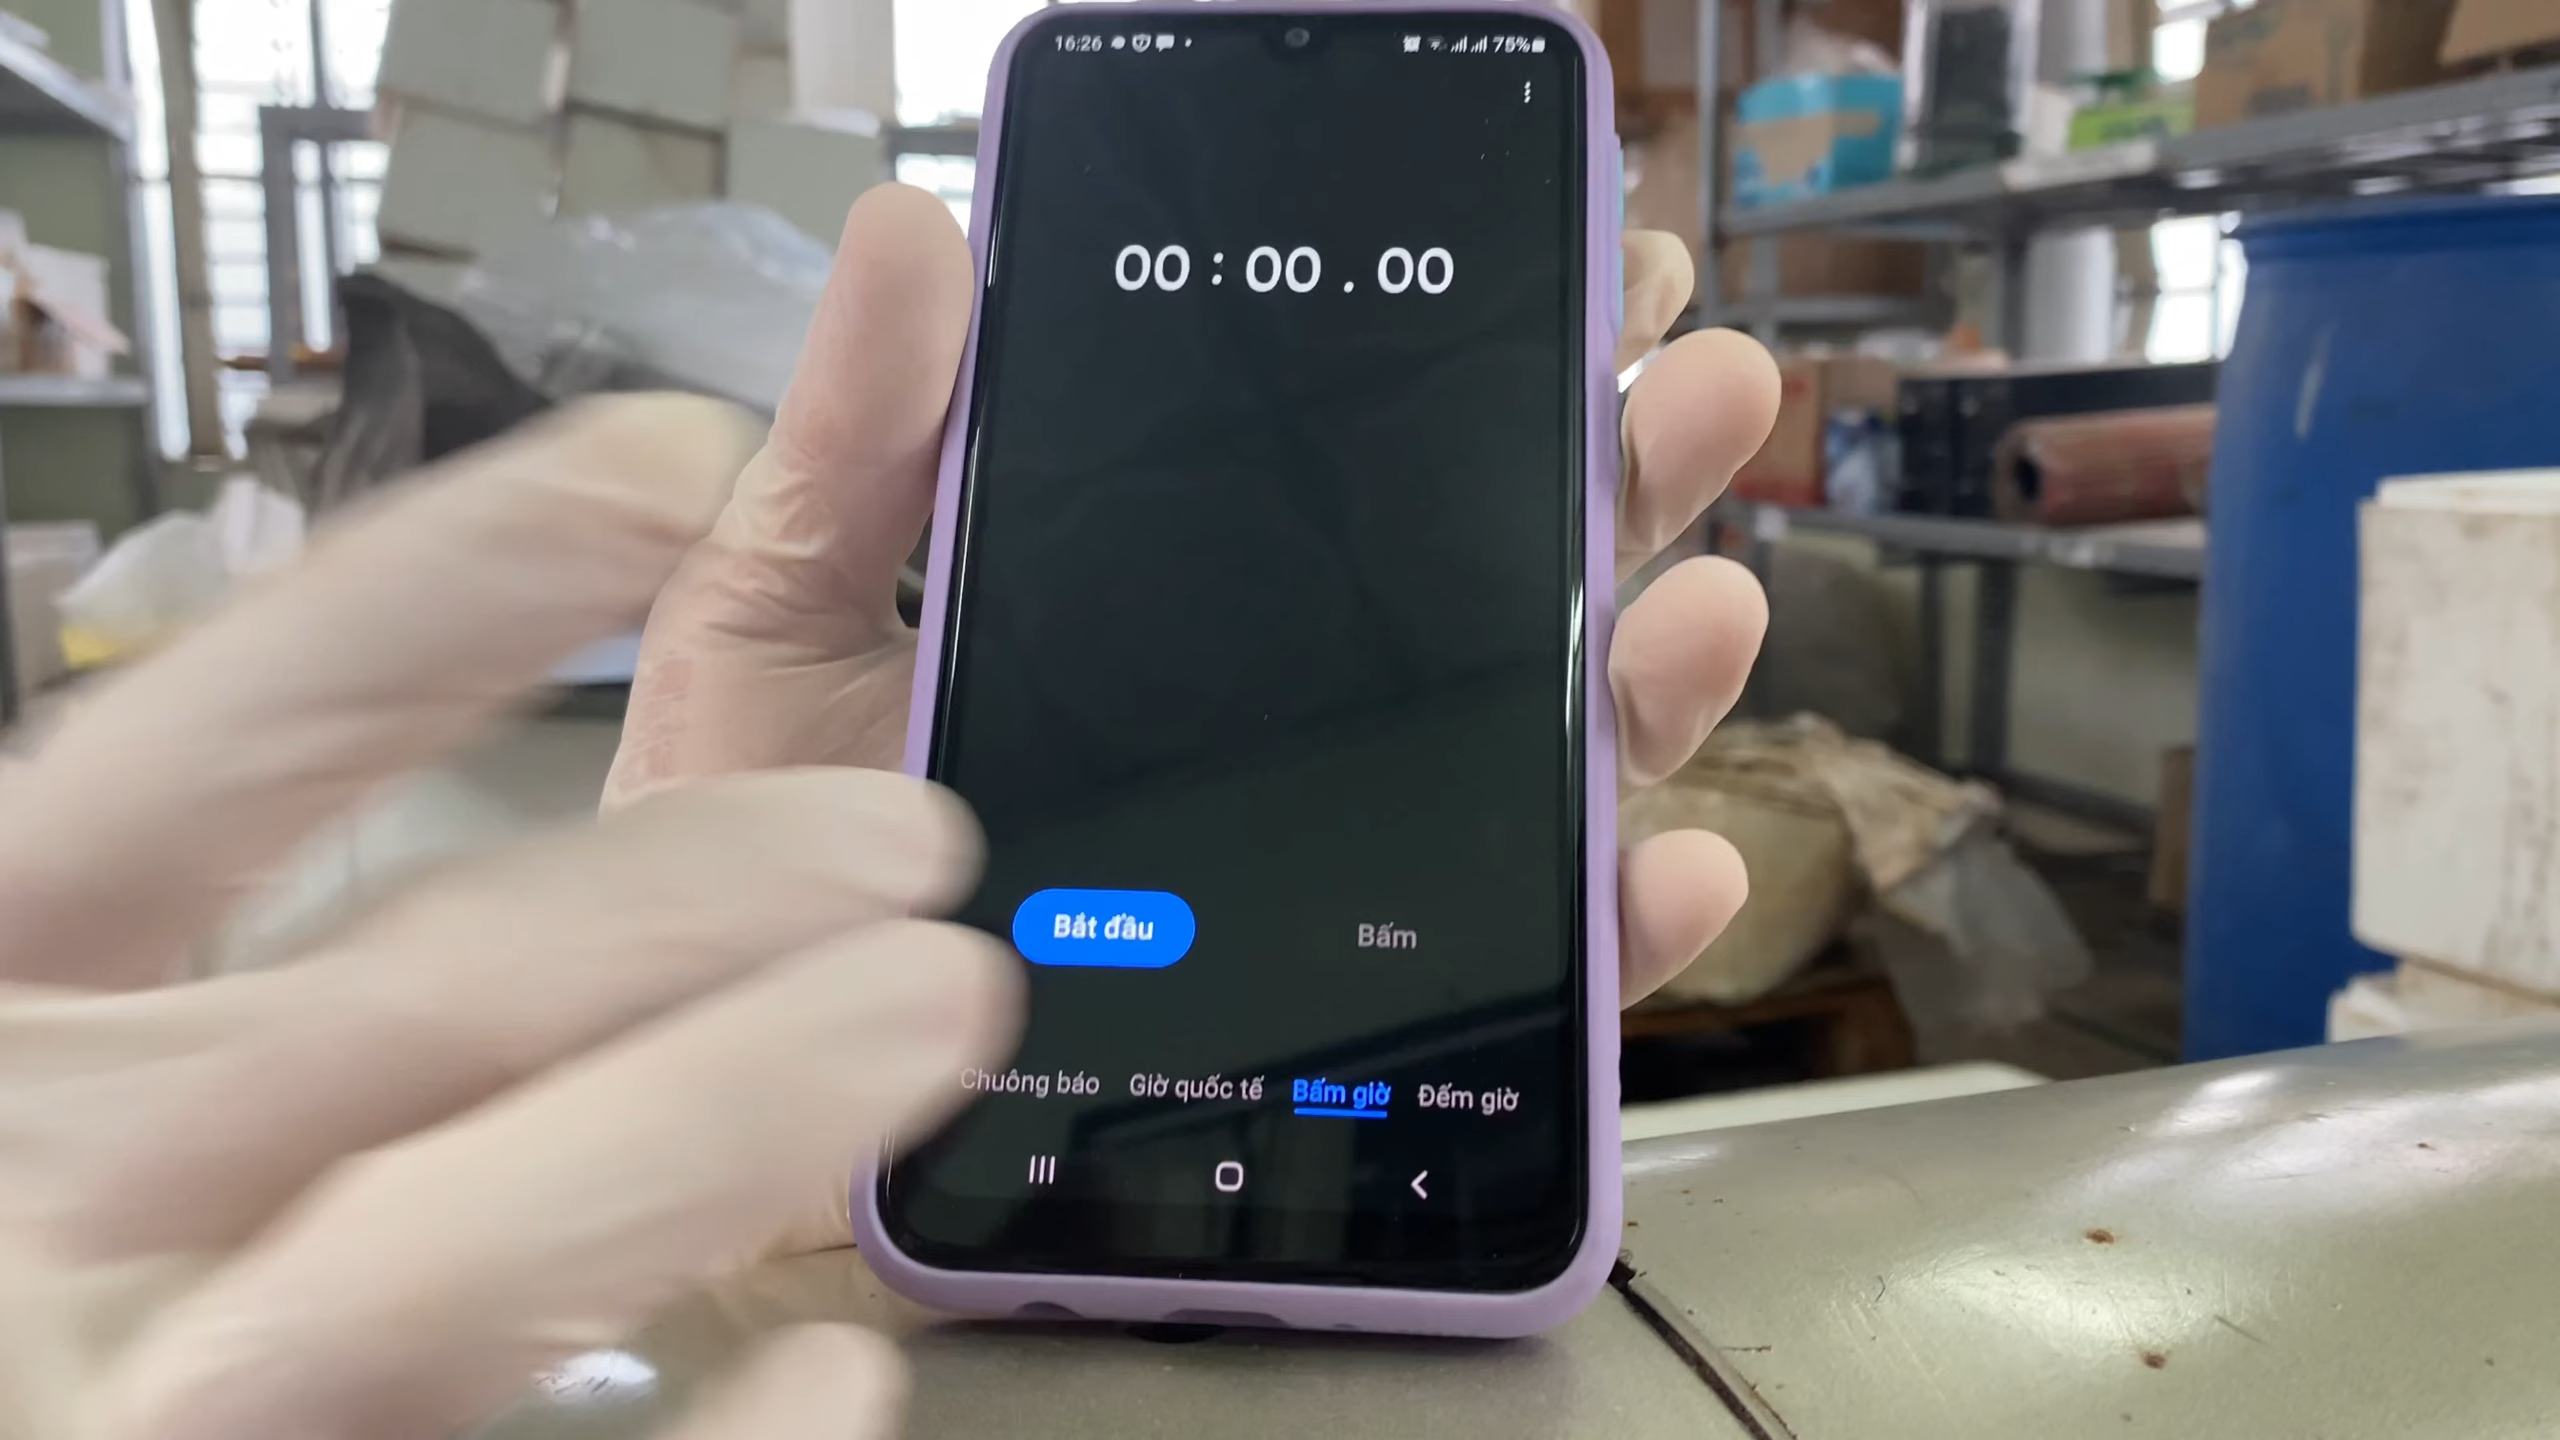 16:26
75%
00:00.00
Bắt đầu
Bấm
Chuông báo
Giờ quốc tế
Bấm giờ
Đếm giờ